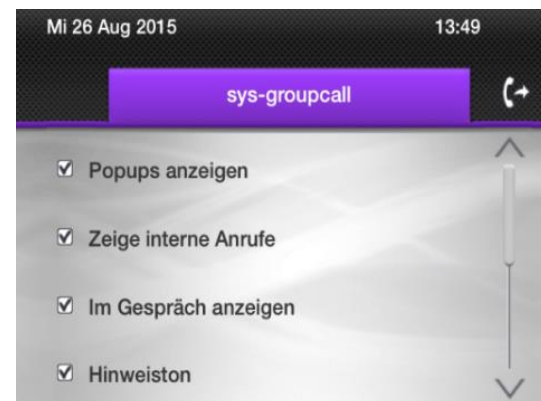 Mi 26 Aug 2015 13:49
sys-groupcall
Popups anzeigen
Zeige interne Anrufe
Im Gespräch anzeigen
Hinweiston